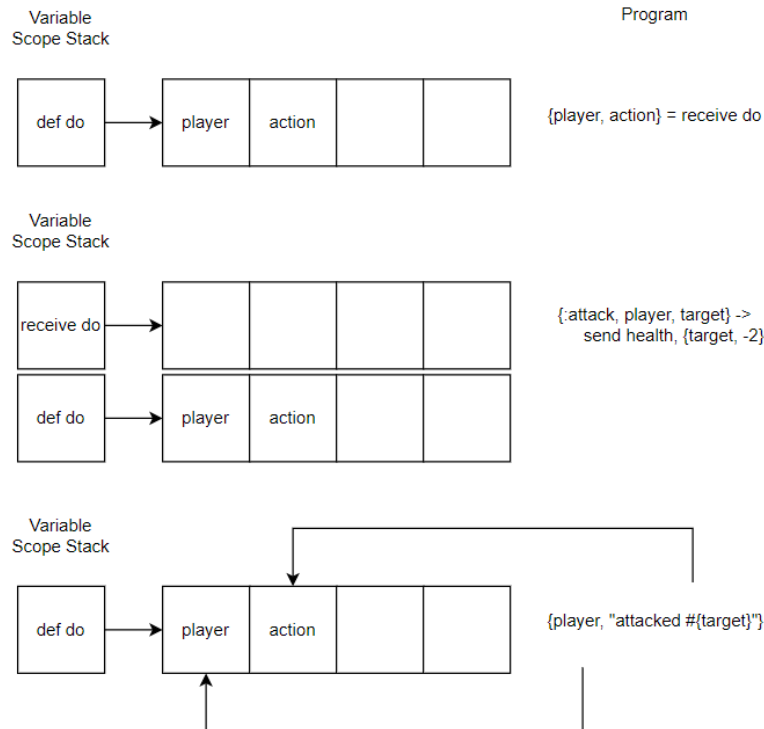 Variable
Scope Stack
Program
def do
player
action
{player, action} = receive do
Variable
Scope Stack
receive do
{:attack, player, target} ->
send health, {target, -2}
def do
player
action
Variable
Scope Stack
def do
player
action
{player, "attacked #{target}"}